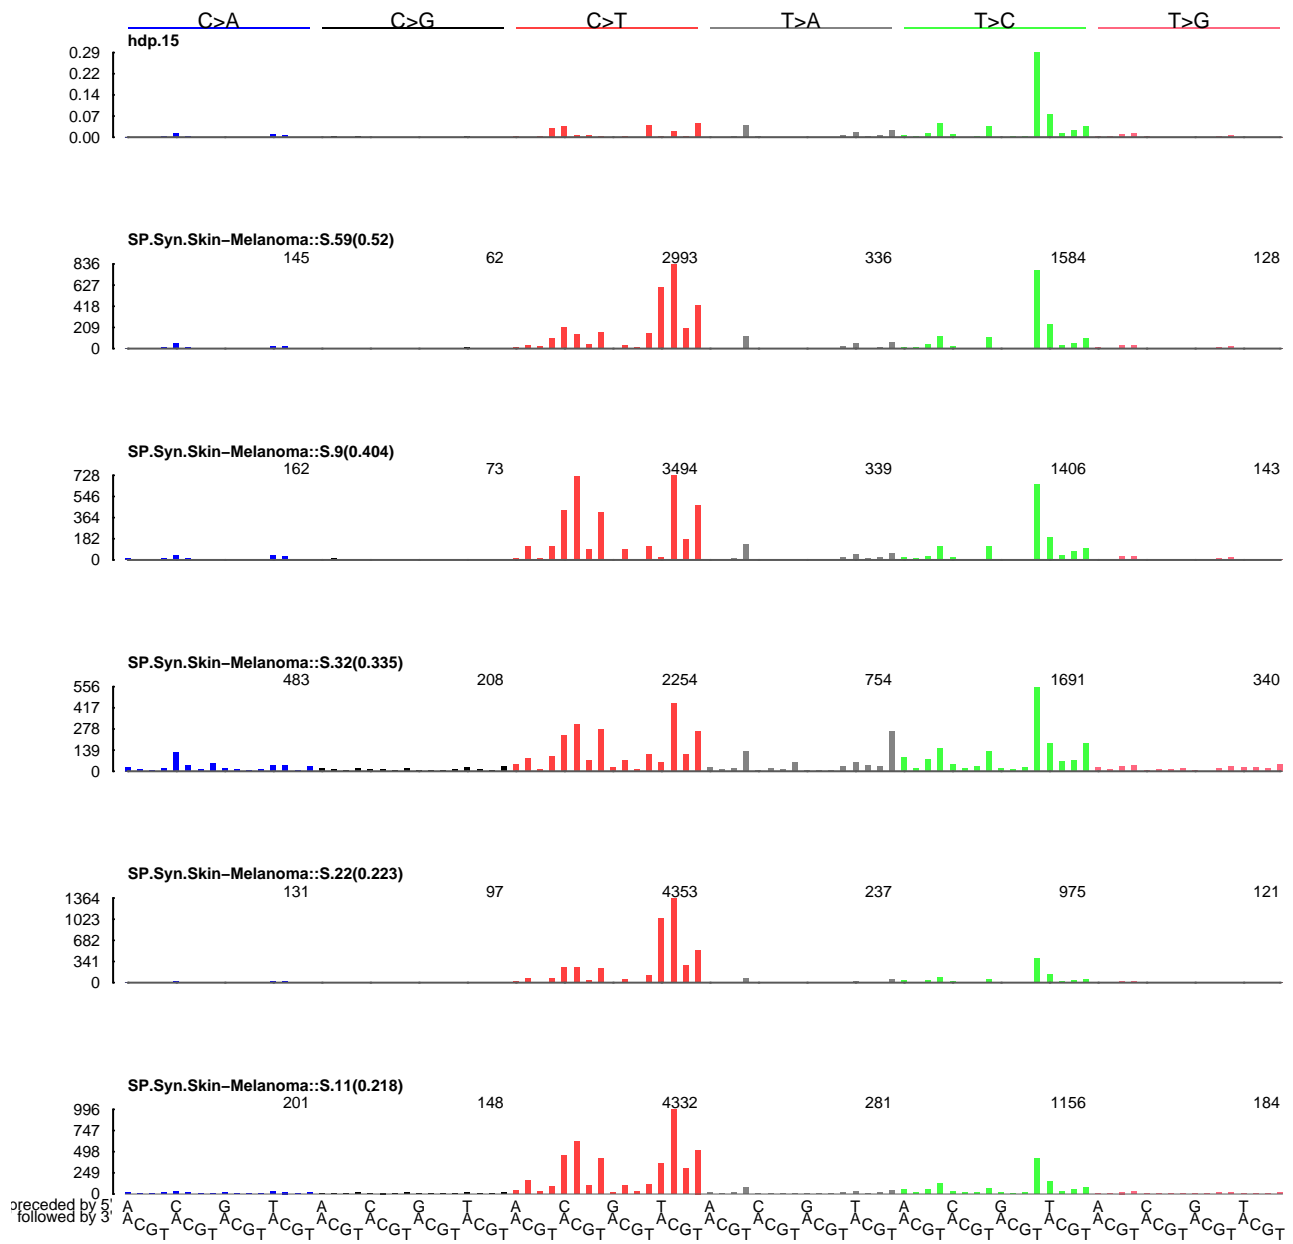 C>A C>G C>T T>A T>C T>G
hdp.15
0.29
0.22
0.14
0.07
0.00
SP.Syn.Skin−Melanoma::S.59(0.52)
145 62 2993 336 1584 128
836
627
418
209
0
SP.Syn.Skin−Melanoma::S.9(0.404)
162 73 3494 339 1406 143
728
546
364
182
0
SP.Syn.Skin−Melanoma::S.32(0.335)
483 208 2254 754 1691 340
556
417
278
139
0
SP.Syn.Skin−Melanoma::S.22(0.223)
131 97 4353 237 975 121
1364
1023
682
341
0
SP.Syn.Skin−Melanoma::S.11(0.218)
201 148 4332 281 1156 184
996
747
498
249
0
preceded by 5' A C G T A C G T A C G T A C G T A C G T A C G T
followed by 3' A C G T A C G T A C G T A C G T A C G T A C G T A C G T A C G T A C G T A C G T A C G T A C G T A C G T A C G T A C G T A C G T A C G T A C G T A C G T A C G T A C G T A C G T A C G T A C G T